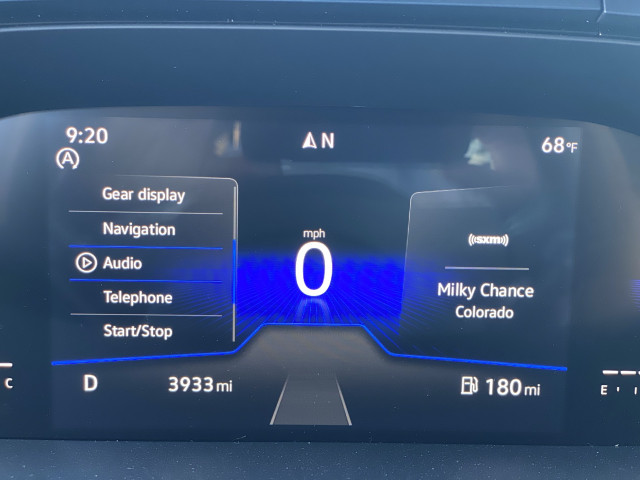 9:20
N
68°F
A
Gear display
Navigation
Audio
Telephone
Start/Stop
mph
0
((sxm))
Milky Chance
Colorado
C
D
3933 mi
180 mi
E